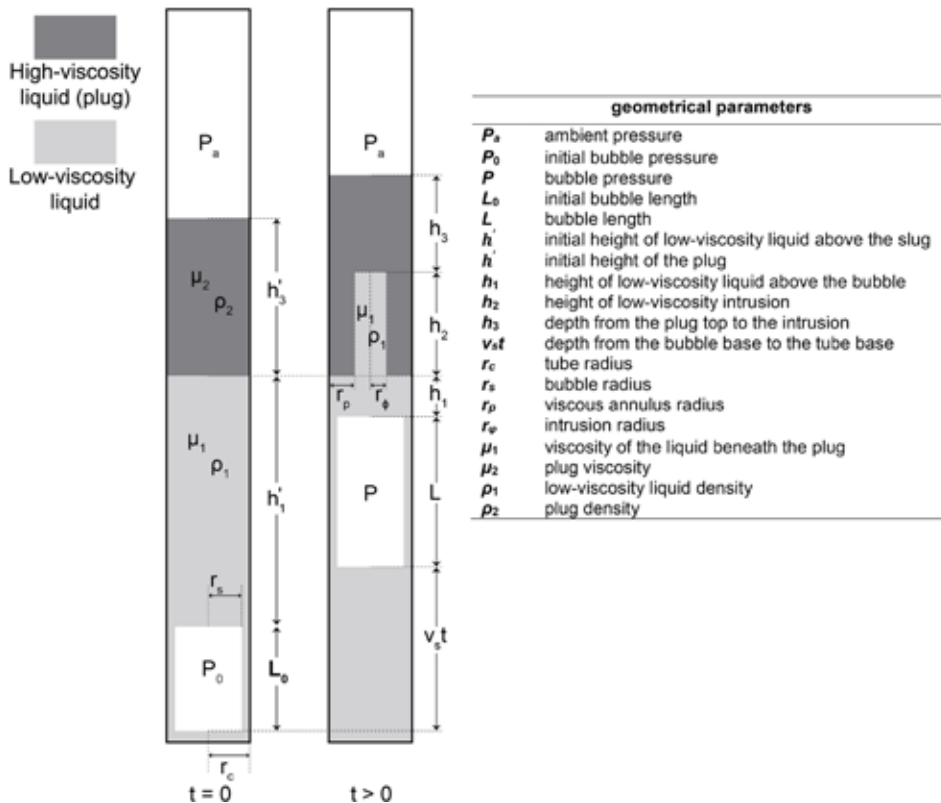 High-viscosity
liquid (plug)
Low-viscosity
liquid
Pₐ
μ₂
ρ₂
h'₃
μ₁
ρ₁
h'₁
rₛ
P₀
L₀
r_c
t = 0
Pₐ
h₃
μ₁
ρ₁
h₂
r_p
r_ϕ
h₁
P
L
vₛt
t > 0
geometrical parameters
Pₐ ambient pressure
P₀ initial bubble pressure
P bubble pressure
L₀ initial bubble length
L bubble length
h' initial height of low-viscosity liquid above the slug
h' initial height of the plug
h₁ height of low-viscosity liquid above the bubble
h₂ height of low-viscosity intrusion
h₃ depth from the plug top to the intrusion
vₛt depth from the bubble base to the tube base
r_c tube radius
rₛ bubble radius
r_p viscous annulus radius
r_φ intrusion radius
μ₁ viscosity of the liquid beneath the plug
μ₂ plug viscosity
ρ₁ low-viscosity liquid density
ρ₂ plug density